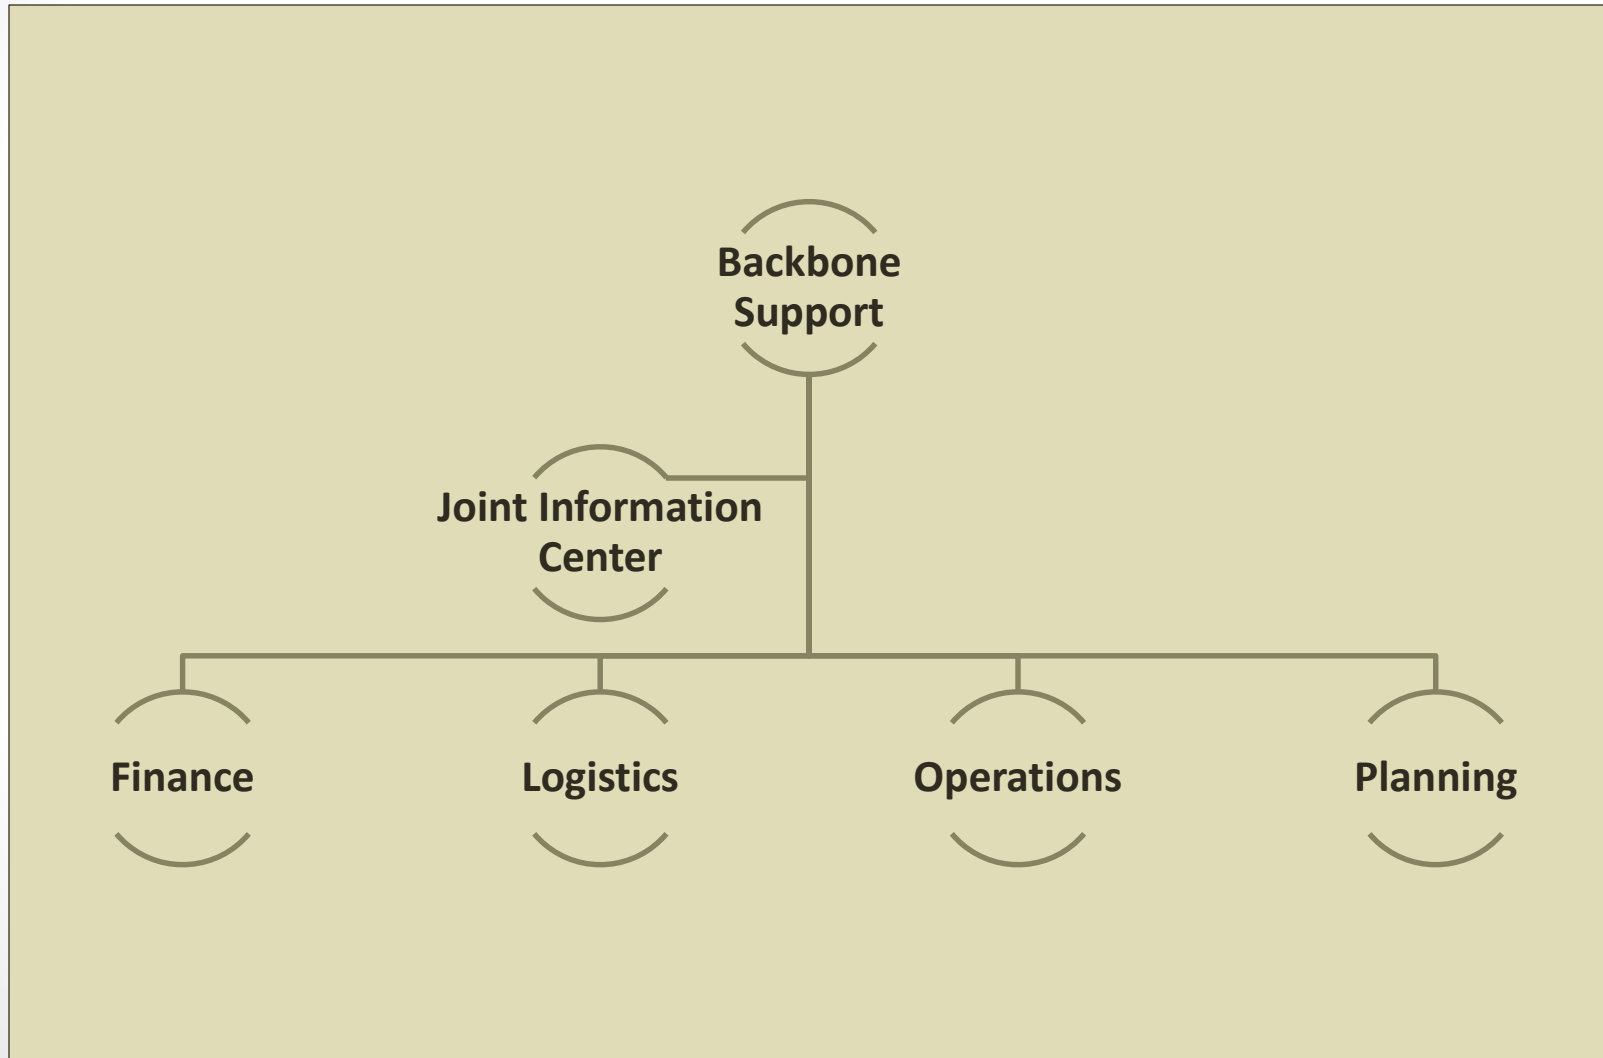 Backbone
Support
Joint Information
Center
Finance
Logistics
Operations
Planning